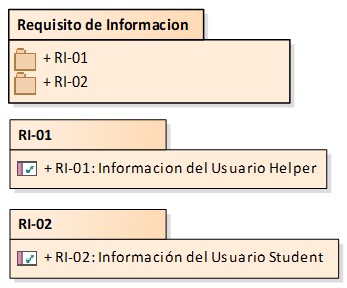 Requisito de Informacion
+ RI-01
+ RI-02
RI-01
+ RI-01: Informacion del Usuario Helper
RI-02
+ RI-02: Información del Usuario Student